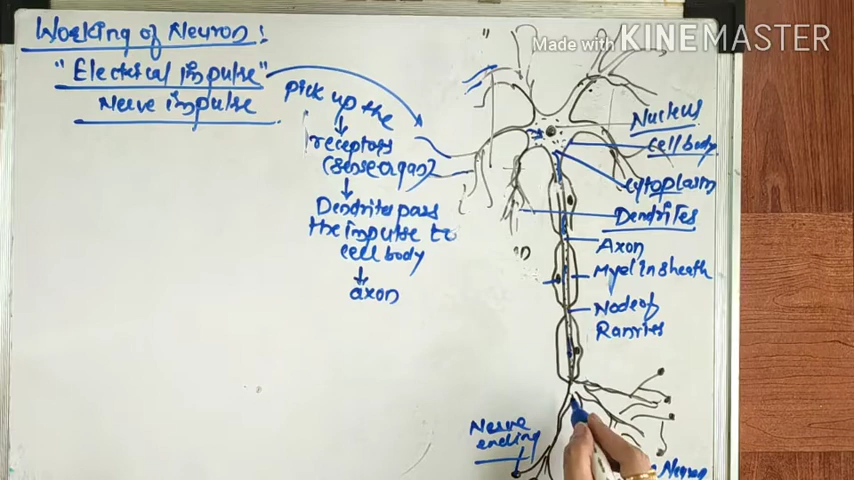 Working of Neuron :
"Electrical impulse"
Nerve impulse
pick up the
receptors
(sense organ)
Dendrites pass
the impulse to
cell body
axon
Made with KINEMASTER
Nucleus
cell body
cytoplasm
Dendrites
Axon
Myelin sheath
Node of
Ranvier
Nerve
ending
Neuron